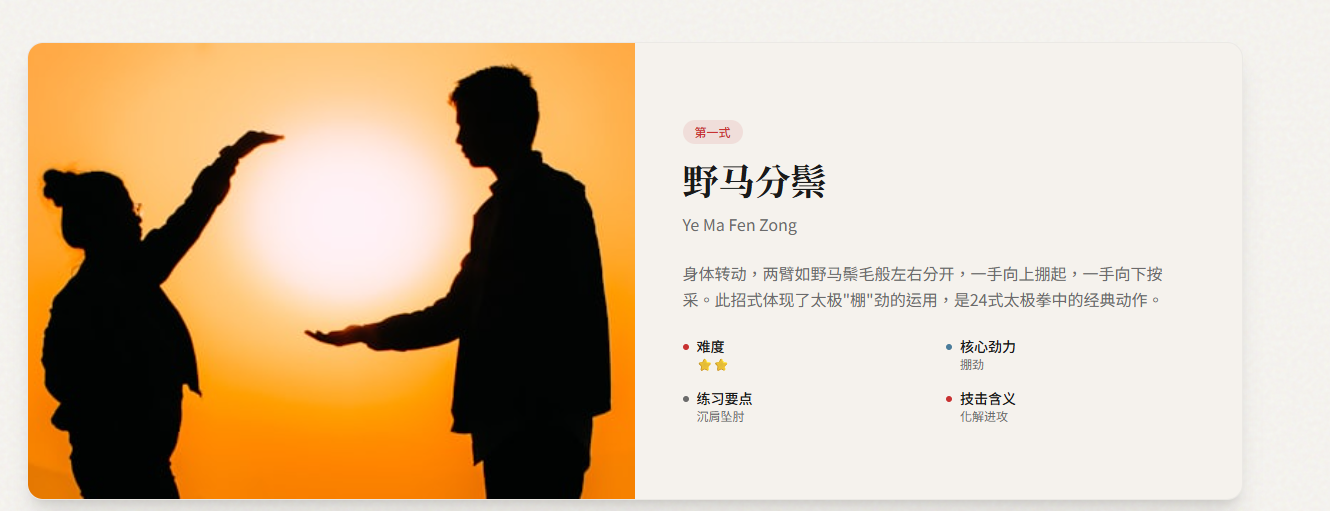 第一式
野马分鬃
Ye Ma Fen Zong
身体转动，两臂如野马鬃毛般左右分开，一手向上掤起，一手向下按
采。此招式体现了太极"棚"劲的运用，是24式太极拳中的经典动作。
难度
⭐⭐
核心劲力
掤劲
练习要点
沉肩坠肘
技击含义
化解进攻